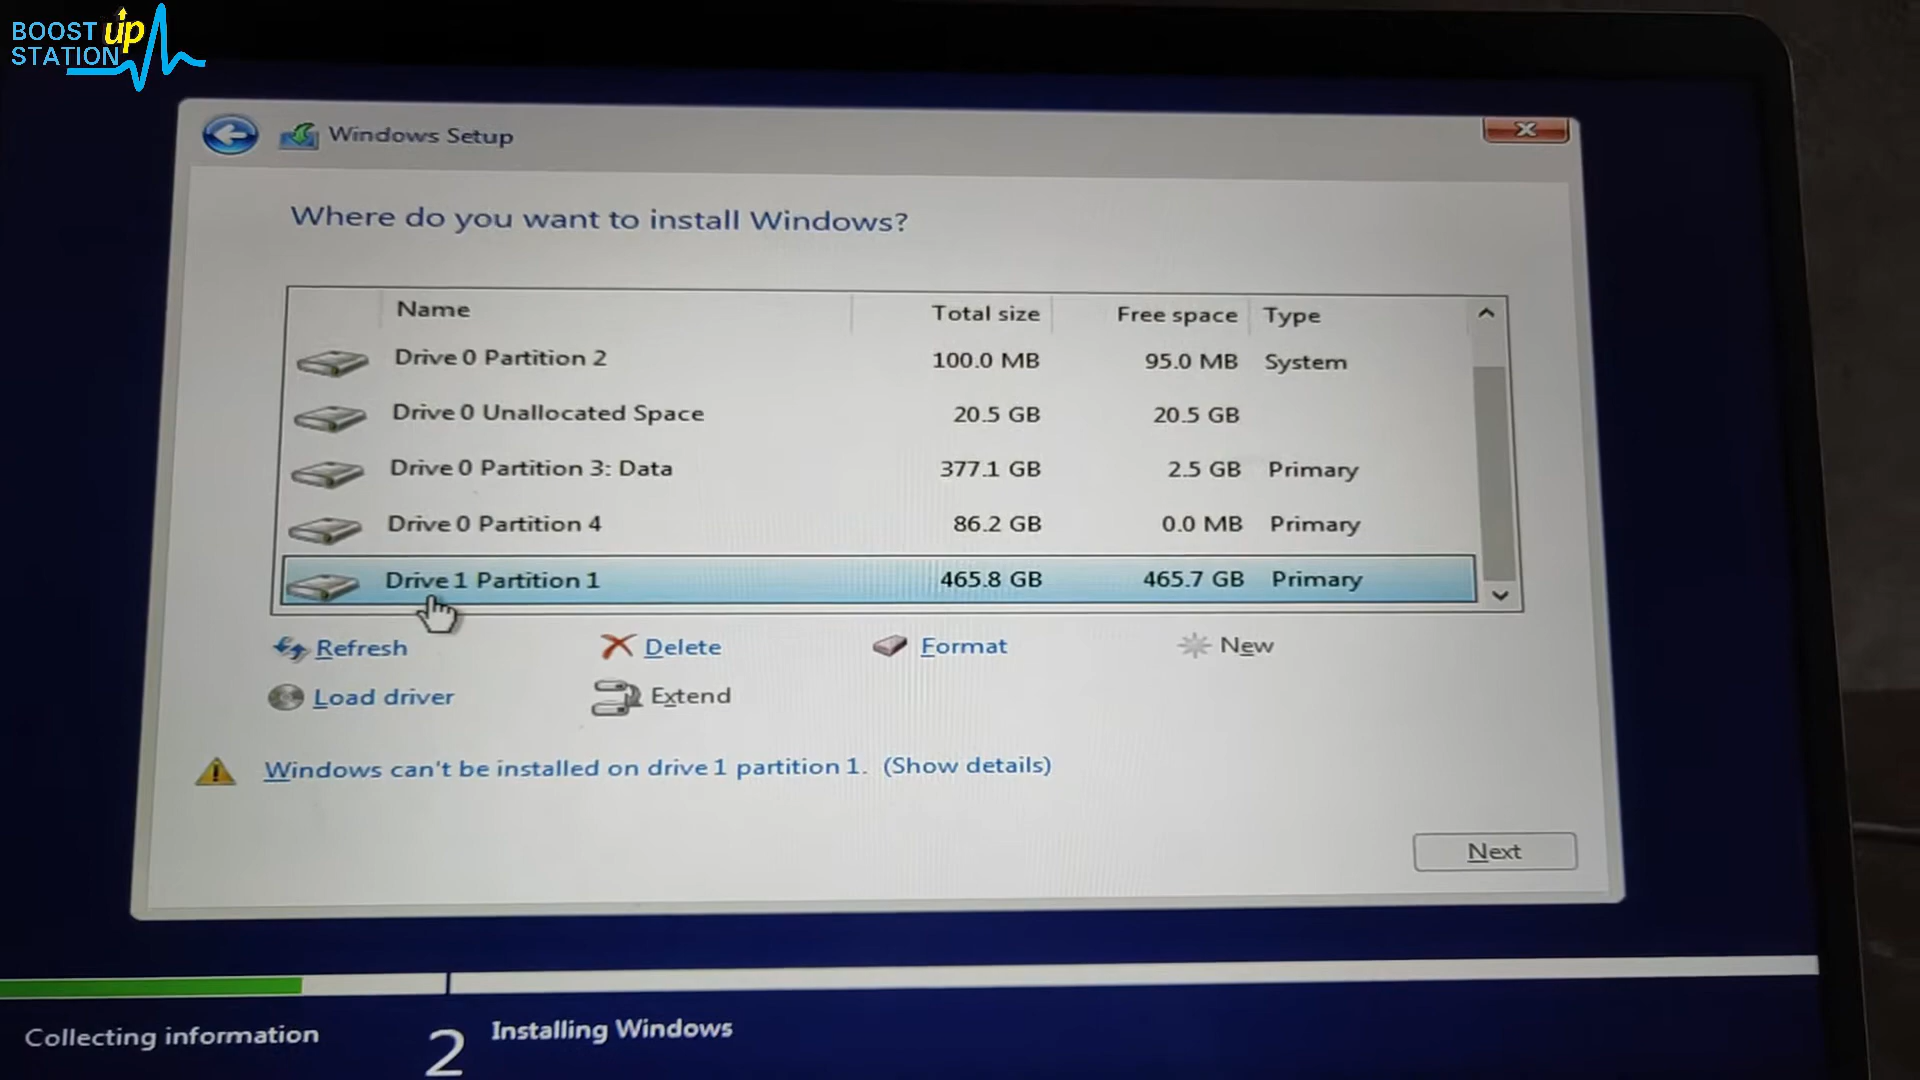 BOOST up
STATION
Windows Setup
Where do you want to install Windows?
Name Total size Free space Type
Drive 0 Partition 2 100.0 MB 95.0 MB System
Drive 0 Unallocated Space 20.5 GB 20.5 GB
Drive 0 Partition 3: Data 377.1 GB 2.5 GB Primary
Drive 0 Partition 4 86.2 GB 0.0 MB Primary
Drive 1 Partition 1 465.8 GB 465.7 GB Primary
Refresh Delete Format New
Load driver Extend
Windows can't be installed on drive 1 partition 1. (Show details)
Next
Collecting information 2 Installing Windows